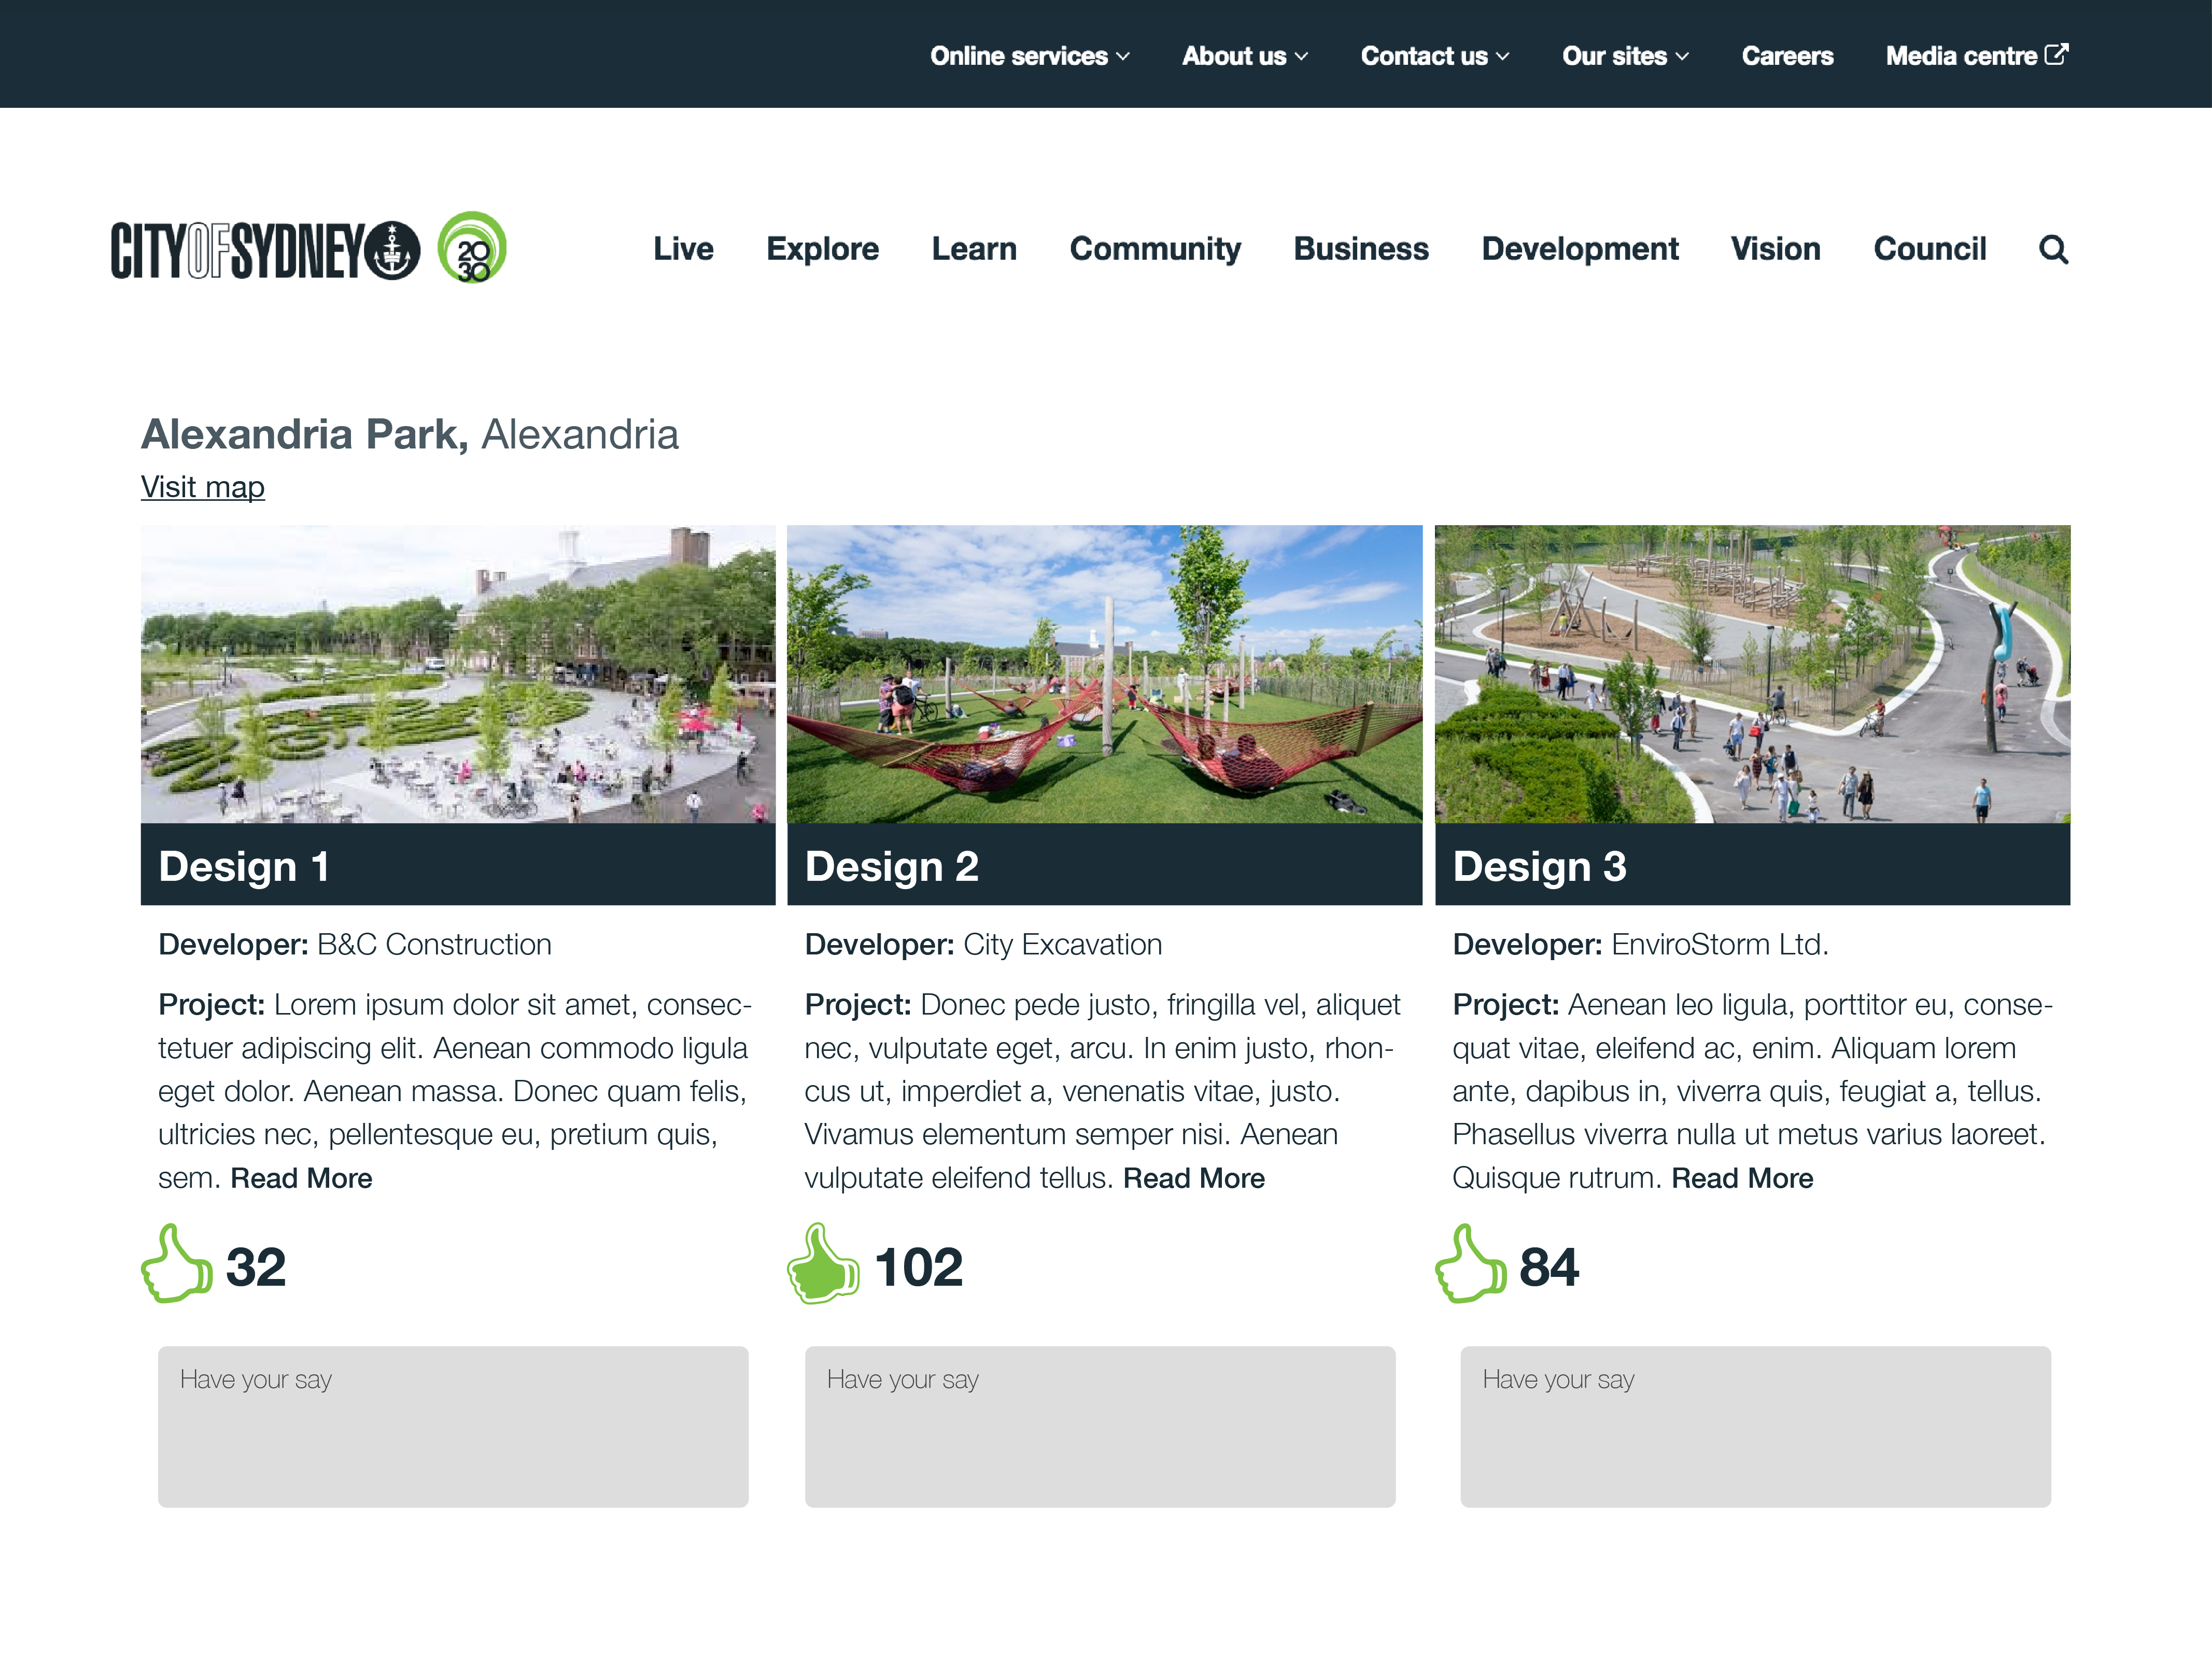 Online services About us Contact us Our sites Careers Media centre
CITYOFSYDNEY 2030 Live Explore Learn Community Business Development Vision Council
Alexandria Park, Alexandria
Visit map
Design 1
Developer: B&C Construction
Project: Lorem ipsum dolor sit amet, consec-
tetuer adipiscing elit. Aenean commodo ligula
eget dolor. Aenean massa. Donec quam felis,
ultricies nec, pellentesque eu, pretium quis,
sem. Read More
32
Have your say
Design 2
Developer: City Excavation
Project: Donec pede justo, fringilla vel, aliquet
nec, vulputate eget, arcu. In enim justo, rhon-
cus ut, imperdiet a, venenatis vitae, justo.
Vivamus elementum semper nisi. Aenean
vulputate eleifend tellus. Read More
102
Have your say
Design 3
Developer: EnviroStorm Ltd.
Project: Aenean leo ligula, porttitor eu, conse-
quat vitae, eleifend ac, enim. Aliquam lorem
ante, dapibus in, viverra quis, feugiat a, tellus.
Phasellus viverra nulla ut metus varius laoreet.
Quisque rutrum. Read More
84
Have your say